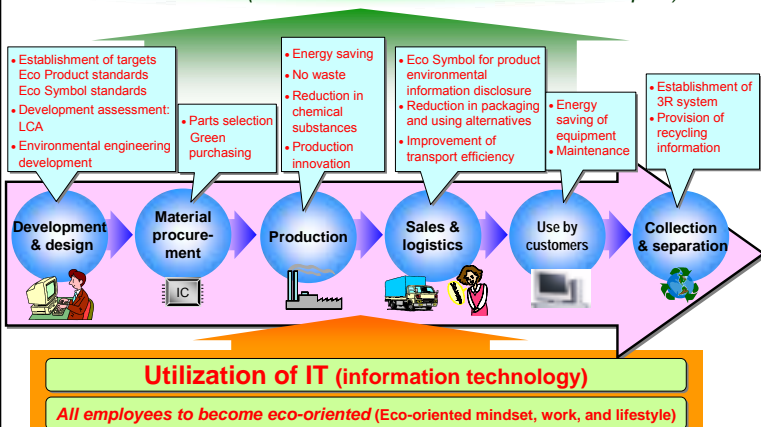 • Establishment of targets
Eco Product standards
Eco Symbol standards
• Development assessment:
LCA
• Environmental engineering
development
• Parts selection
Green
purchasing
• Energy saving
• No waste
• Reduction in
chemical
substances
• Production
innovation
• Eco Symbol for product
environmental
information disclosure
• Reduction in packaging
and using alternatives
• Improvement of
transport efficiency
• Energy
saving of
equipment
• Maintenance
• Establishment of
3R system
• Provision of
recycling
information
Development
& design
Material
procure-
ment
Production
Sales &
logistics
Use by
customers
Collection
& separation
IC
Utilization of IT (information technology)
All employees to become eco-oriented (Eco-oriented mindset, work, and lifestyle)